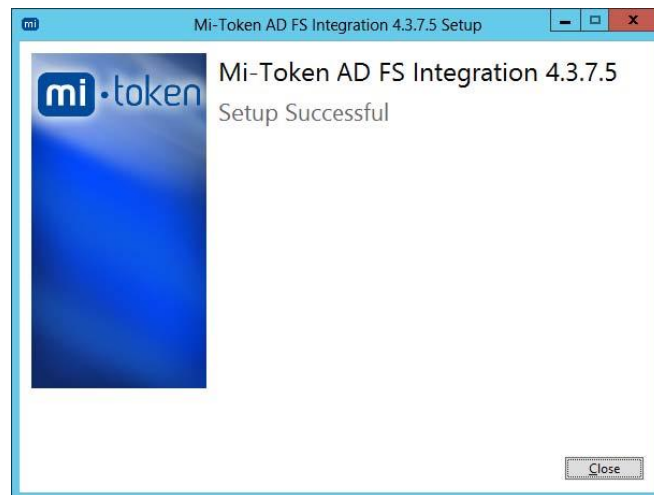 mi
Mi-Token AD FS Integration 4.3.7.5 Setup
mi·token
Mi-Token AD FS Integration 4.3.7.5
Setup Successful
Close